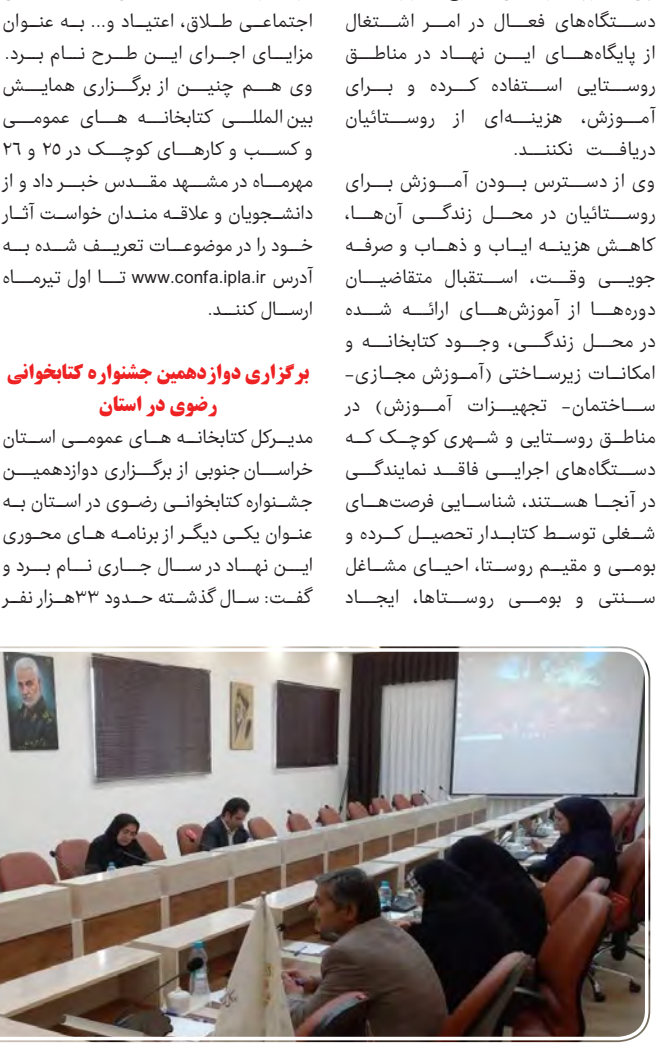 دستگاه‌های فعال در امر اشتغال
از پایگاه‌های این نهاد در مناطق
روستایی استفاده کرده و برای
آموزش، هزینه‌ای از روستائیان
دریافت نکنند.
وی از دسترس بودن آموزش برای
روستائیان در محل زندگی آن‌ها،
کاهش هزینه ایاب و ذهاب و صرفه
جویی وقت، استقبال متقاضیان
دوره‌ها از آموزش‌های ارائه شده
در محل زندگی، وجود کتابخانه و
امکانات زیرساختی (آموزش مجازی-
ساختمان- تجهیزات آموزش) در
مناطق روستایی و شهری کوچک که
دستگاه‌های اجرایی فاقد نمایندگی
در آنجا هستند، شناسایی فرصت‌های
شغلی توسط کتابدار تحصیل کرده و
بومی و مقیم روستا، احیای مشاغل
سنتی و بومی روستاها، ایجاد
اجتماعی طلاق، اعتیاد و... به عنوان
مزایای اجرای این طرح نام برد.
وی هم چنین از برگزاری همایش
بین المللی کتابخانه های عمومی
و کسب و کارهای کوچک در ۲۵ و ۲۶
مهرماه در مشهد مقدس خبر داد و از
دانشجویان و علاقه مندان خواست آثار
خود را در موضوعات تعریف شده به
آدرس www.confa.ipla.ir تا اول تیرماه
ارسال کنند.
برگزاری دوازدهمین جشنواره کتابخوانی
رضوی در استان
مدیرکل کتابخانه های عمومی استان
خراسان جنوبی از برگزاری دوازدهمین
جشنواره کتابخوانی رضوی در استان به
عنوان یکی دیگر از برنامه های محوری
این نهاد در سال جاری نام برد و
گفت: سال گذشته حدود ۳۳هزار نفر